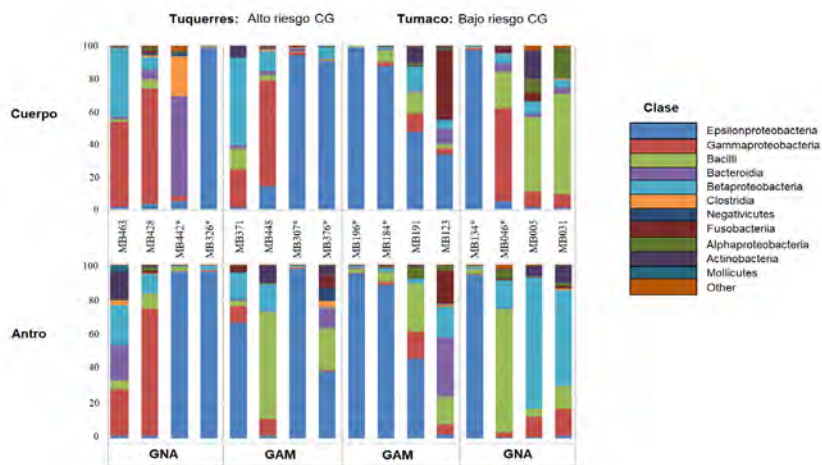 Tuquerres: Alto riesgo CG Tumaco: Bajo riesgo CG
100
80
60
40
20
0
Cuerpo
MB463 MB428 MB442* MB326* MB371 MB448 MB307* MB376* MB196* MB184* MB191 MB123 MB134* MB046* MB005 MB031
100
80
60
40
20
0
Antro
GNA GAM GAM GNA
Clase
Epsilonproteobacteria
Gammaproteobacteria
Bacilli
Bacteroidia
Betaproteobacteria
Clostridia
Negativicutes
Fusobacteriia
Alphaproteobacteria
Actinobacteria
Mollicutes
Other